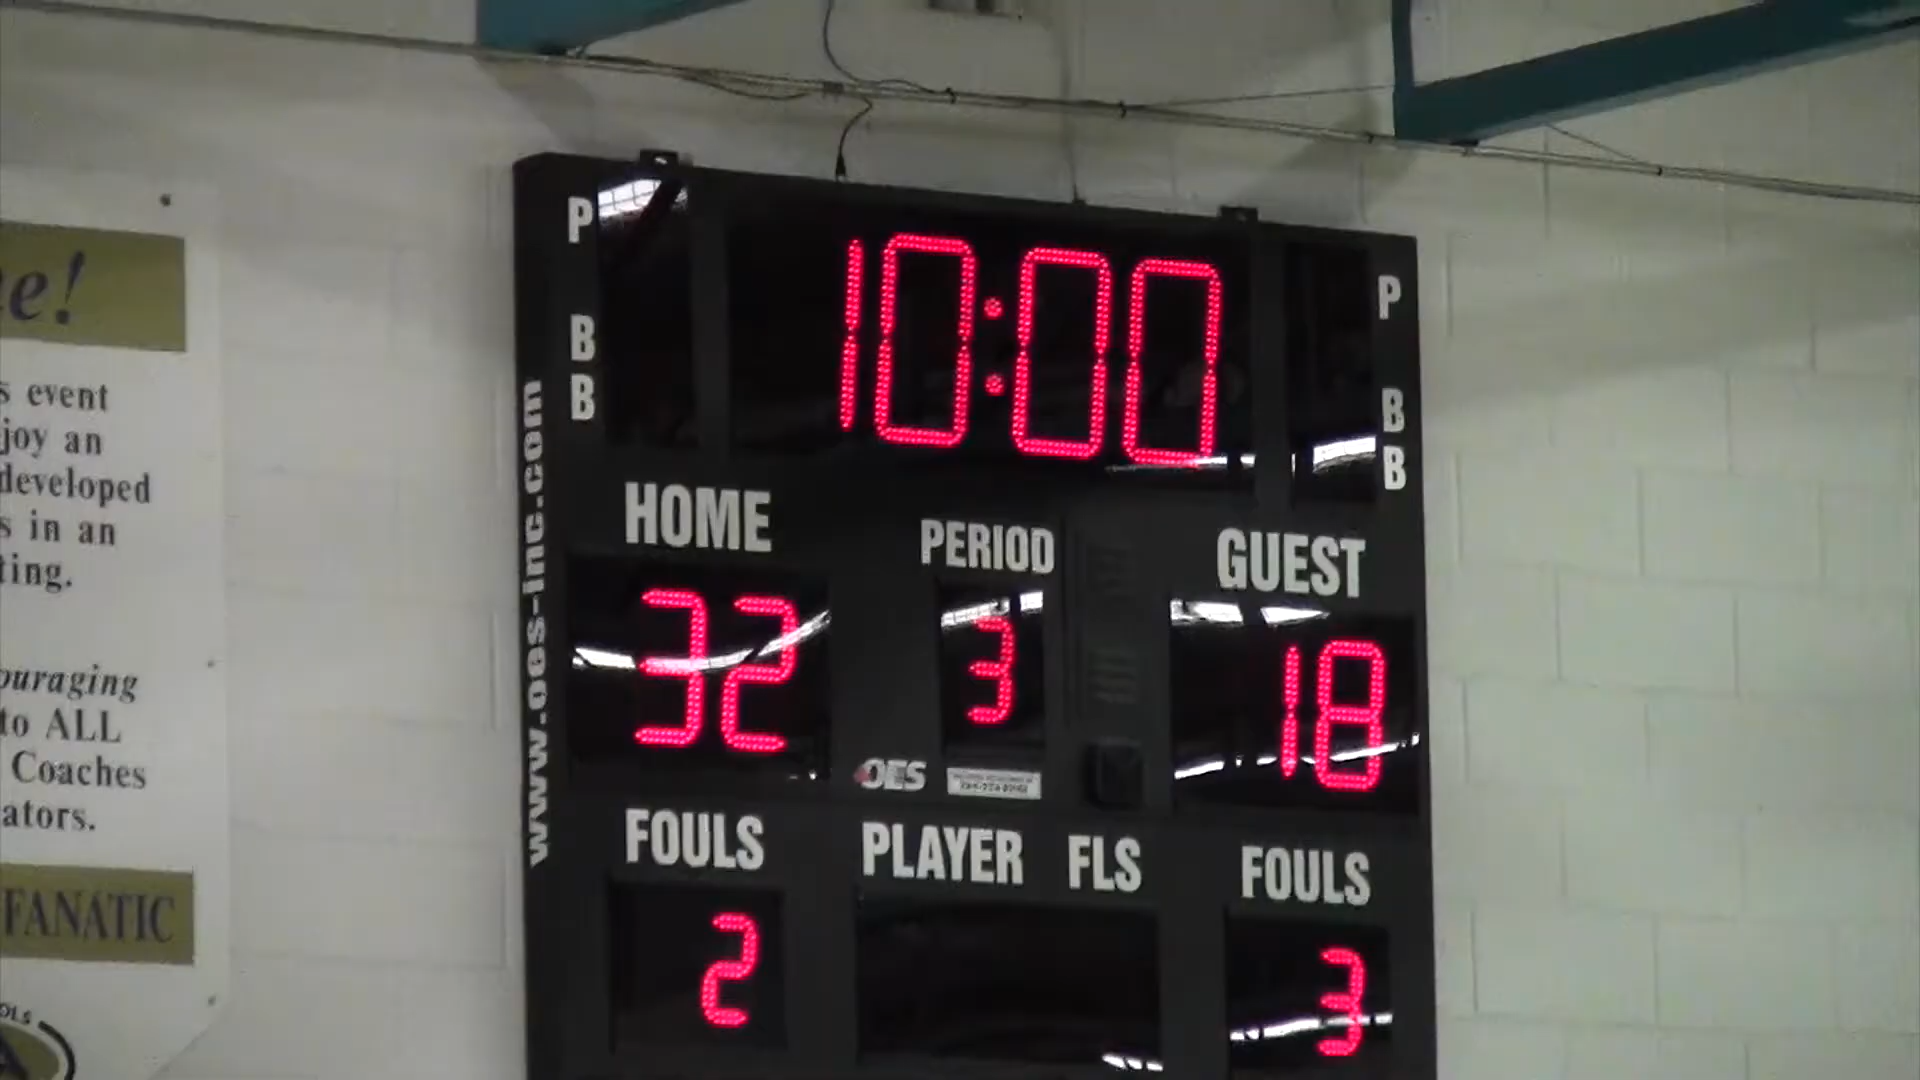 e!
s event
joy an
developed
s in an
ting.
ouraging
to ALL
Coaches
ators.
FANATIC
OLS
www.oes-inc.com
P
B
B
10:00
P
B
B
HOME
PERIOD
GUEST
32
3
18
OES
FOULS
PLAYER
FLS
FOULS
2
3